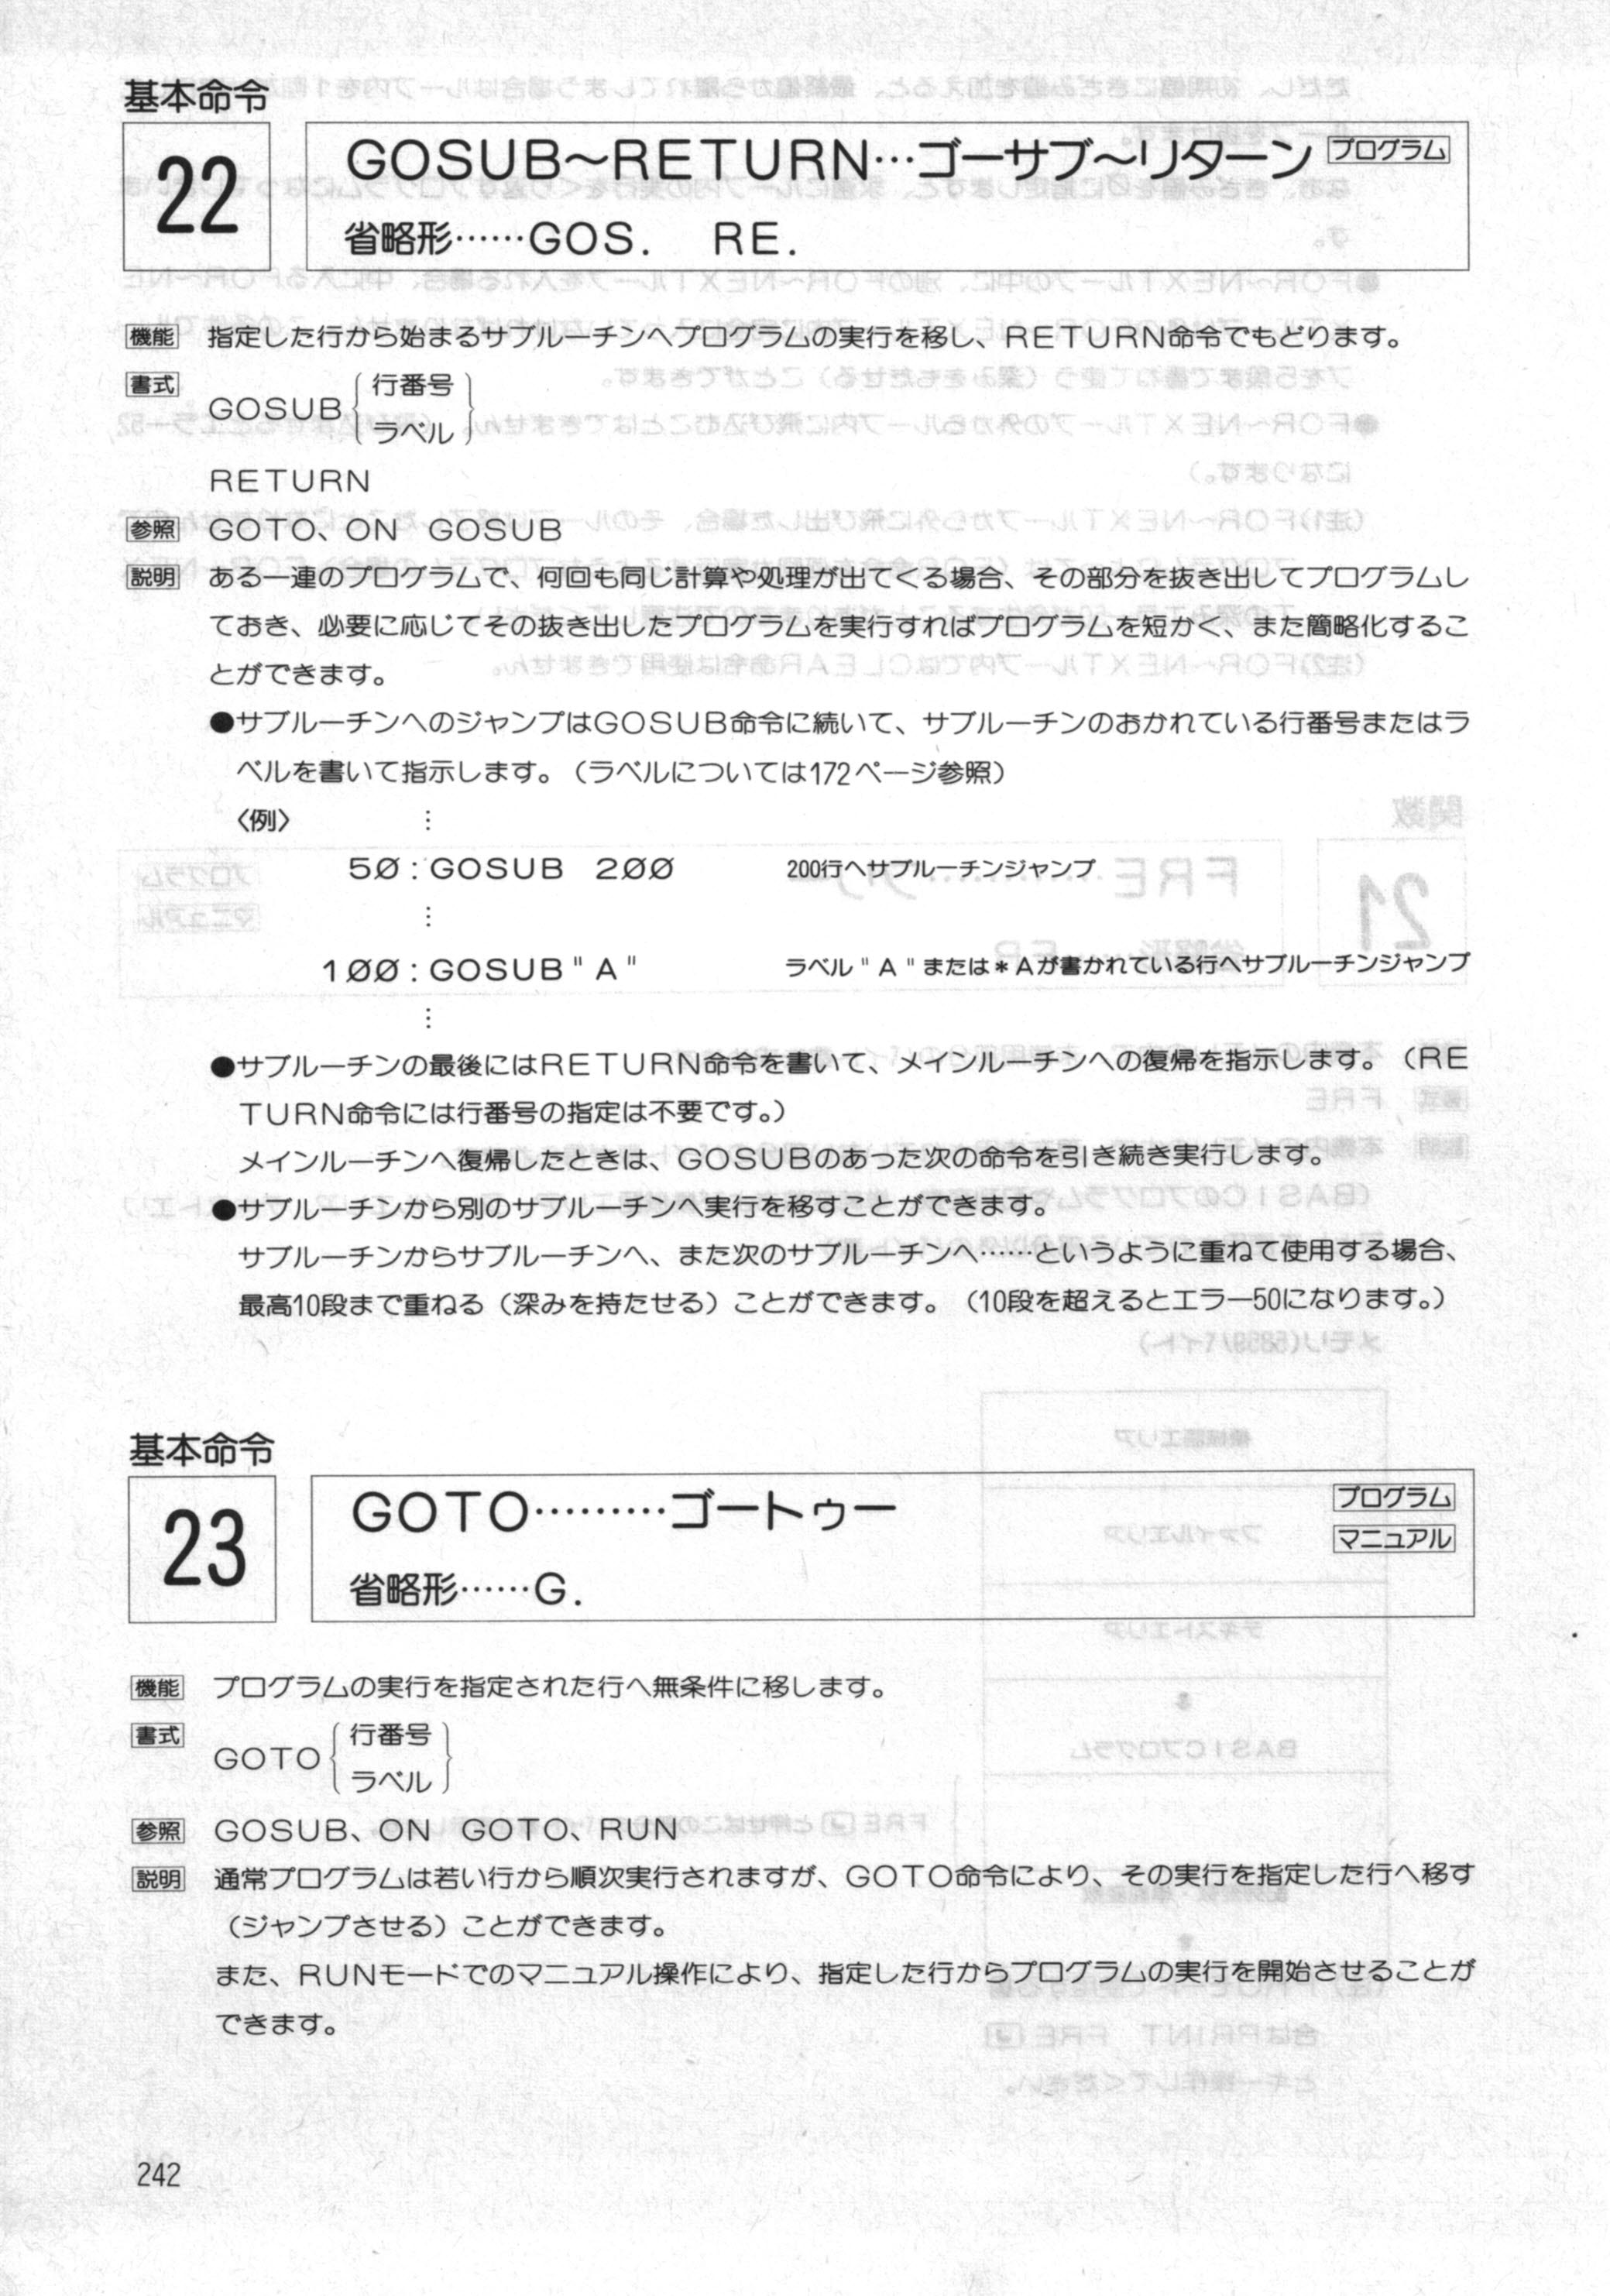 基本命令
22
GOSUB～RETURN…ゴーサブ～リターン プログラム
省略形……GOS. RE.
機能 指定した行から始まるサブルーチンへプログラムの実行を移し、RETURN命令でもどります。
書式 GOSUB { 行番号
ラベル }
RETURN
参照 GOTO、ON GOSUB
説明 ある一連のプログラムで、何回も同じ計算や処理が出てくる場合、その部分を抜き出してプログラムし
ておき、必要に応じてその抜き出したプログラムを実行すればプログラムを短かく、また簡略化するこ
とができます。
●サブルーチンへのジャンプはGOSUB命令に続いて、サブルーチンのおかれている行番号またはラ
ベルを書いて指示します。（ラベルについては172ページ参照）
〈例〉 ⋮
5Ø:GOSUB 2ØØ 200行へサブルーチンジャンプ
⋮
1ØØ:GOSUB"A" ラベル"A"または＊Aが書かれている行へサブルーチンジャンプ
⋮
●サブルーチンの最後にはRETURN命令を書いて、メインルーチンへの復帰を指示します。（RE
TURN命令には行番号の指定は不要です。）
メインルーチンへ復帰したときは、GOSUBのあった次の命令を引き続き実行します。
●サブルーチンから別のサブルーチンへ実行を移すことができます。
サブルーチンからサブルーチンへ、また次のサブルーチンへ……というように重ねて使用する場合、
最高10段まで重ねる（深みを持たせる）ことができます。（10段を超えるとエラー50になります。）
基本命令
23
GOTO………ゴートゥー プログラム
マニュアル
省略形……G.
機能 プログラムの実行を指定された行へ無条件に移します。
書式 GOTO { 行番号
ラベル }
参照 GOSUB、ON GOTO、RUN
説明 通常プログラムは若い行から順次実行されますが、GOTO命令により、その実行を指定した行へ移す
（ジャンプさせる）ことができます。
また、RUNモードでのマニュアル操作により、指定した行からプログラムの実行を開始させることが
できます。
242